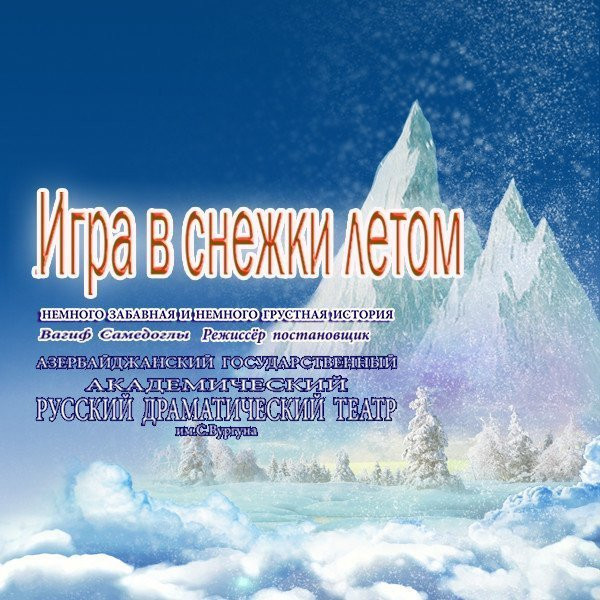 Игра в снежки летом
НЕМНОГО ЗАБАВНАЯ И НЕМНОГО ГРУСТНАЯ ИСТОРИЯ
Вагиф Самедоглы Режиссёр постановщик
АЗЕРБАЙДЖАНСКИЙ ГОСУДАРСТВЕННЫЙ
АКАДЕМИЧЕСКИЙ
РУССКИЙ ДРАМАТИЧЕСКИЙ ТЕАТР
им.С.Вургуна